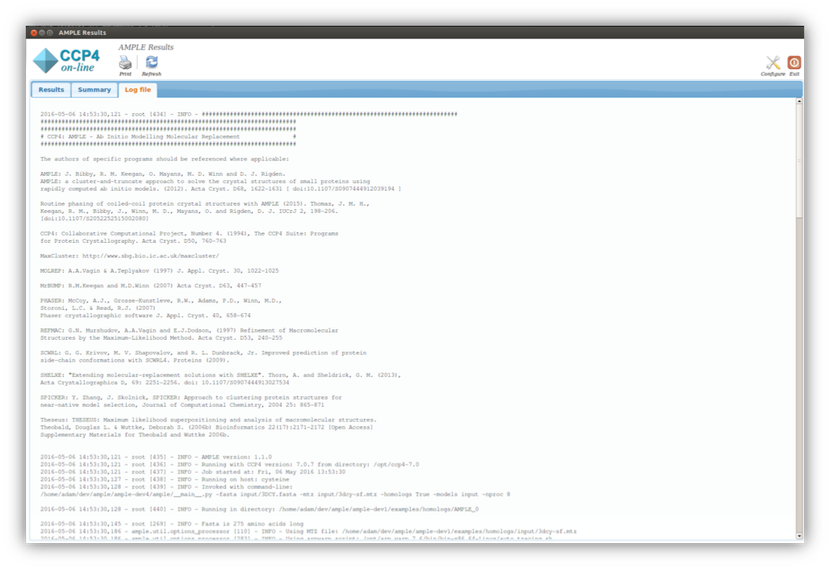 AMPLE Results
CCP4
on-line
AMPLE Results
Print
Refresh
Configure
Exit
Results
Summary
Log file
2016-05-06 14:53:30,121 - root [434] - INFO - ##########################################################################
##########################################################################
##########################################################################
# CCP4: AMPLE - Ab Initio Modelling Molecular Replacement #
##########################################################################
The authors of specific programs should be referenced where applicable:
AMPLE: J. Bibby, R. M. Keegan, O. Mayans, M. D. Winn and D. J. Rigden.
AMPLE: a cluster-and-truncate approach to solve the crystal structures of small proteins using
rapidly computed ab initio models. (2012). Acta Cryst. D68, 1622-1631 [ doi:10.1107/S0907444912039194 ]
Routine phasing of coiled-coil protein crystal structures with AMPLE (2015). Thomas, J. M. H.,
Keegan, R. M., Bibby, J., Winn, M. D., Mayans, O. and Rigden, D. J. IUCrJ 2, 198-206.
[doi:10.1107/S2052252515002080]
CCP4: Collaborative Computational Project, Number 4. (1994), The CCP4 Suite: Programs
for Protein Crystallography. Acta Cryst. D50, 760-763
MaxCluster: http://www.sbg.bio.ic.ac.uk/maxcluster/
MOLREP: A.A.Vagin & A.Teplyakov (1997) J. Appl. Cryst. 30, 1022-1025
MrBUMP: R.M.Keegan and M.D.Winn (2007) Acta Cryst. D63, 447-457
PHASER: McCoy, A.J., Grosse-Kunstleve, R.W., Adams, P.D., Winn, M.D.,
Storoni, L.C. & Read, R.J. (2007)
Phaser crystallographic software J. Appl. Cryst. 40, 658-674
REFMAC: G.N. Murshudov, A.A.Vagin and E.J.Dodson, (1997) Refinement of Macromolecular
Structures by the Maximum-Likelihood Method. Acta Cryst. D53, 240-255
SCWRL: G. G. Krivov, M. V. Shapovalov, and R. L. Dunbrack, Jr. Improved prediction of protein
side-chain conformations with SCWRL4. Proteins (2009).
SHELXE: "Extending molecular-replacement solutions with SHELXE". Thorn, A. and Sheldrick, G. M. (2013),
Acta Crystallographica D, 69: 2251-2256. doi: 10.1107/S0907444913027534
SPICKER: Y. Zhang, J. Skolnick, SPICKER: Approach to clustering protein structures for
near-native model selection, Journal of Computational Chemistry, 2004 25: 865-871
Theseus: THESEUS: Maximum likelihood superpositioning and analysis of macromolecular structures.
Theobald, Douglas L. & Wuttke, Deborah S. (2006b) Bioinformatics 22(17):2171-2172 [Open Access]
Supplementary Materials for Theobald and Wuttke 2006b.
2016-05-06 14:53:30,121 - root [435] - INFO - AMPLE version: 1.1.0
2016-05-06 14:53:30,121 - root [436] - INFO - Running with CCP4 version: 7.0.7 from directory: /opt/ccp4-7.0
2016-05-06 14:53:30,121 - root [437] - INFO - Job started at: Fri, 06 May 2016 13:53:30
2016-05-06 14:53:30,127 - root [438] - INFO - Running on host: cysteine
2016-05-06 14:53:30,128 - root [439] - INFO - Invoked with command-line:
/home/adam/dev/ample/ample-dev4/ample/__main__.py -fasta input/3DCY.fasta -mtz input/3dcy-sf.mtz -homologs True -models input -nproc 8
2016-05-06 14:53:30,128 - root [440] - INFO - Running in directory: /home/adam/dev/ample/ample-dev1/examples/homologs/AMPLE_0
2016-05-06 14:53:30,145 - root [269] - INFO - Fasta is 275 amino acids long
2016-05-06 14:53:30,186 - ample.util.options_processor [110] - INFO - Using MTZ file: /home/adam/dev/ample/ample-dev1/examples/homologs/input/3dcy-sf.mtz